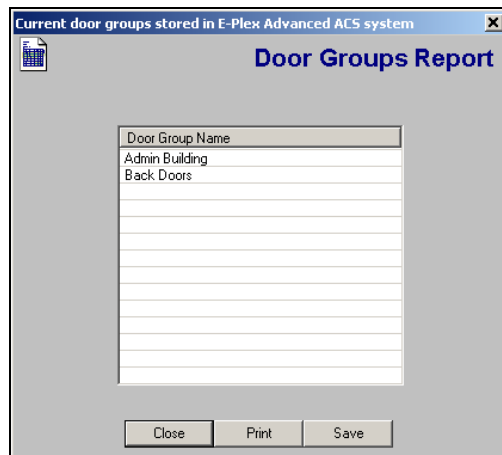 Current door groups stored in E-Plex Advanced ACS system
Door Groups Report
Door Group Name
Admin Building
Back Doors
Close Print Save